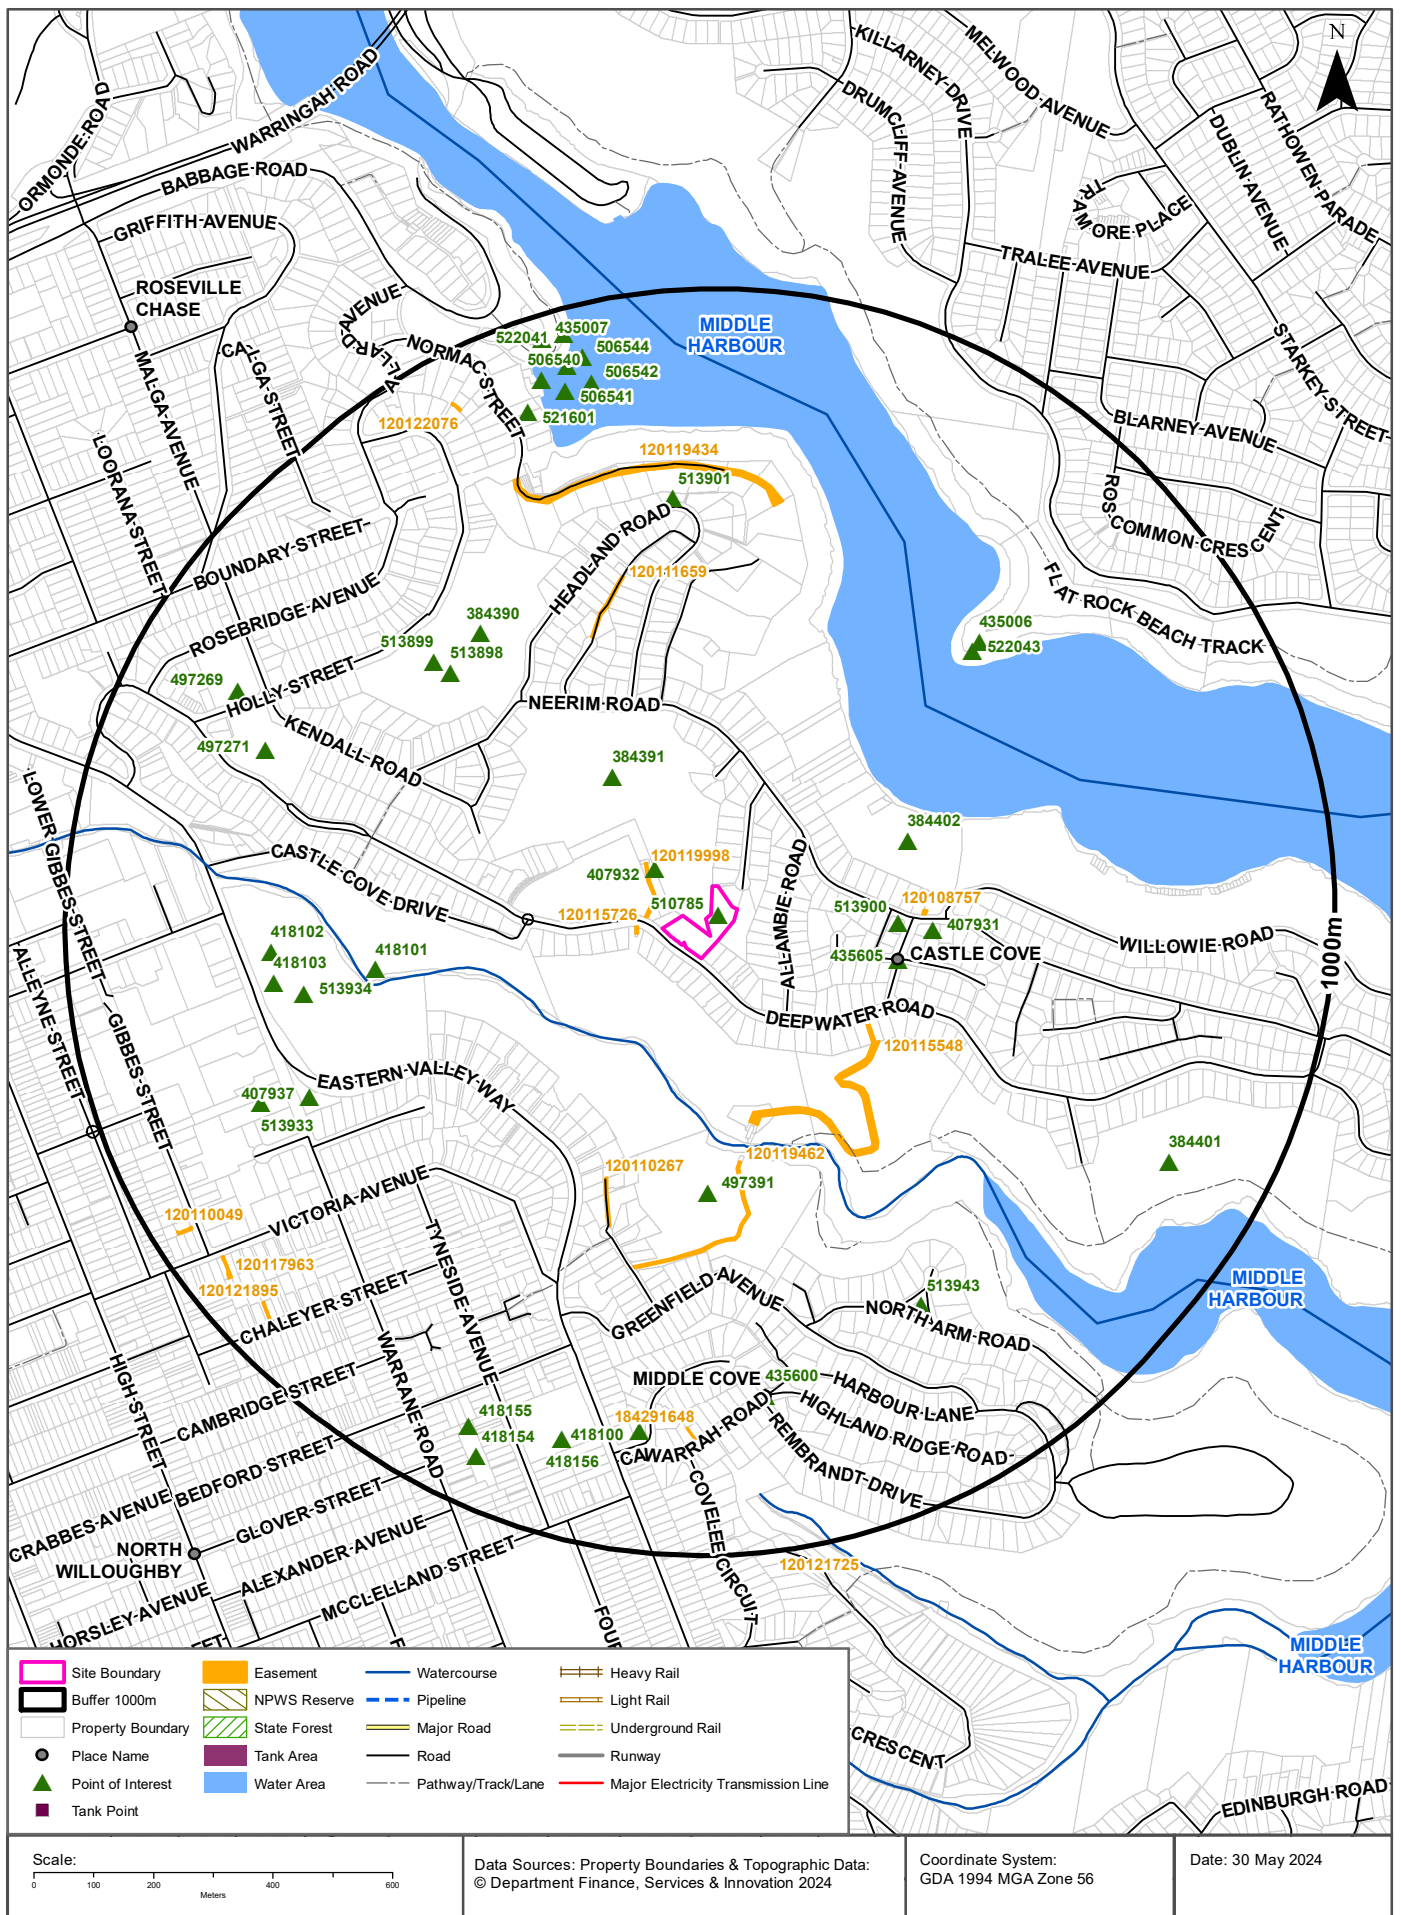 N
KILLARNEY DRIVE
MELWOOD AVENUE
DRUMCLIFF AVENUE
RATHOWEN PARADE
DUBLIN AVENUE
TRAMORE PLACE
TRALEE AVENUE
STARKEY STREET
BLARNEY AVENUE
ROSCOMMON CRESCENT
FLAT ROCK BEACH TRACK
ORMONDE ROAD
WARRINGAH ROAD
BABBAGE ROAD
GRIFFITH AVENUE
ROSEVILLE
CHASE
MALGA AVENUE
CALGA STREET
ALLARD AVENUE
NORMAC STREET
LOORANA STREET
MIDDLE
HARBOUR
435007
522041
506544
506540
506542
506541
521601
120122076
120119434
513901
BOUNDARY STREET
ROSEBRIDGE AVENUE
HEADLAND ROAD
120111659
384390
513899
513898
497269
HOLLY STREET
435006
522043
NEERIM ROAD
KENDALL ROAD
497271
384391
384402
LOWER GIBBES STREET
CASTLE COVE DRIVE
120119998
407932
510785
120115726
ALLAMBIE ROAD
120108757
513900
407931
435605
CASTLE COVE
WILLOWIE ROAD
1000m
418102
418101
418103
513934
ALLEYNE STREET
GIBBES STREET
DEEPWATER ROAD
120115548
EASTERN VALLEY WAY
407937
513933
384401
120119462
120110267
497391
120110049
VICTORIA AVENUE
TYNESIDE AVENUE
120117963
120121895
CHALEYER STREET
GREENFIELD AVENUE
513943
NORTH ARM ROAD
MIDDLE
HARBOUR
HIGH STREET
WARRANE ROAD
CAMBRIDGE STREET
MIDDLE COVE
435600
HARBOUR LANE
HIGHLAND RIDGE ROAD
REMBRANDT DRIVE
184291648
418155
418154
418100
418156
CAWARRAH ROAD
COVELEE CIRCUIT
BEDFORD STREET
CRABBES AVENUE
GLOVER STREET
NORTH
WILLOUGHBY
ALEXANDER AVENUE
MCCLELLAND STREET
HORSLEY AVENUE
ET
F
FOUR
120121725
MIDDLE
HARBOUR
CRESCENT
EDINBURGH ROAD
Site Boundary
Easement
Watercourse
Heavy Rail
Buffer 1000m
NPWS Reserve
Pipeline
Light Rail
Property Boundary
State Forest
Major Road
Underground Rail
Place Name
Tank Area
Road
Runway
Point of Interest
Water Area
Pathway/Track/Lane
Major Electricity Transmission Line
Tank Point
Scale:
0 100 200 400 600
Meters
Data Sources: Property Boundaries & Topographic Data:
© Department Finance, Services & Innovation 2024
Coordinate System:
GDA 1994 MGA Zone 56
Date: 30 May 2024